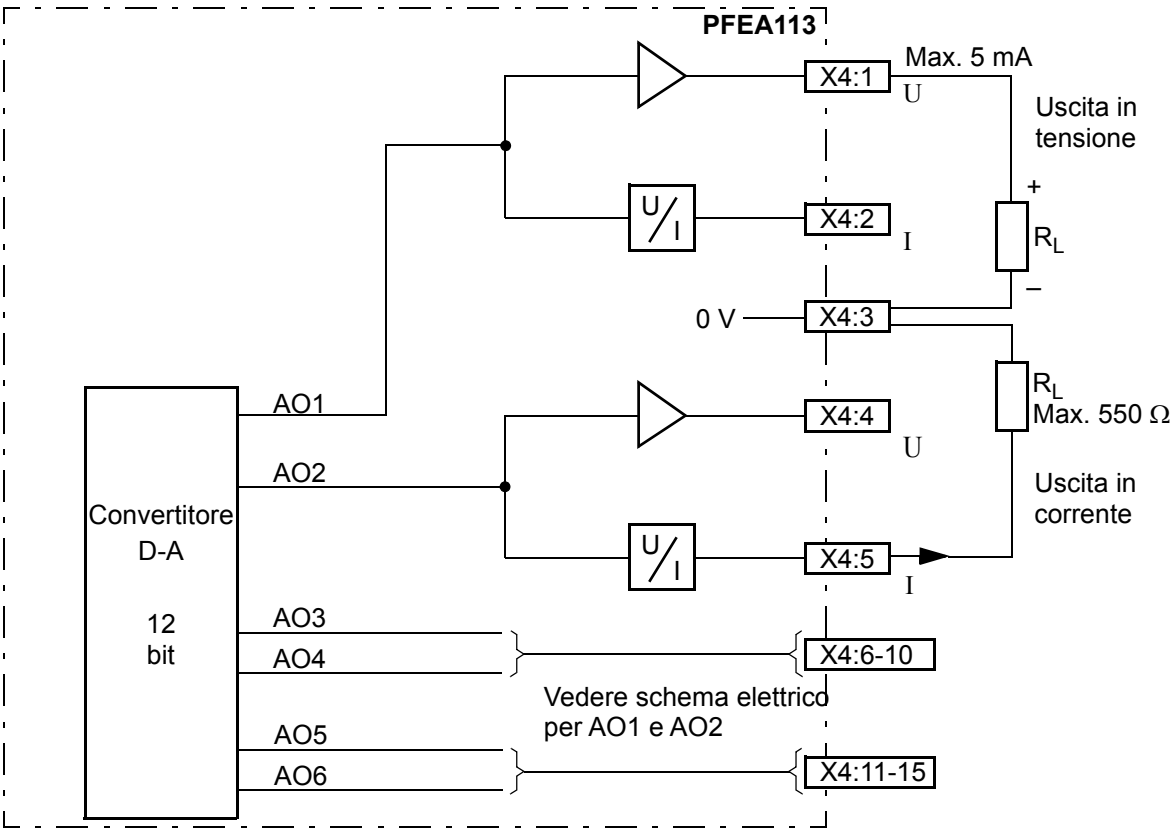 PFEA113
X4:1
Max. 5 mA
U
Uscita in
tensione
U/I
X4:2
I
+
RL
–
0 V
X4:3
AO1
X4:4
U
RL
Max. 550 Ω
AO2
Uscita in
corrente
Convertitore
D-A
12
bit
U/I
X4:5
I
AO3
AO4
X4:6-10
Vedere schema elettrico
per AO1 e AO2
AO5
AO6
X4:11-15